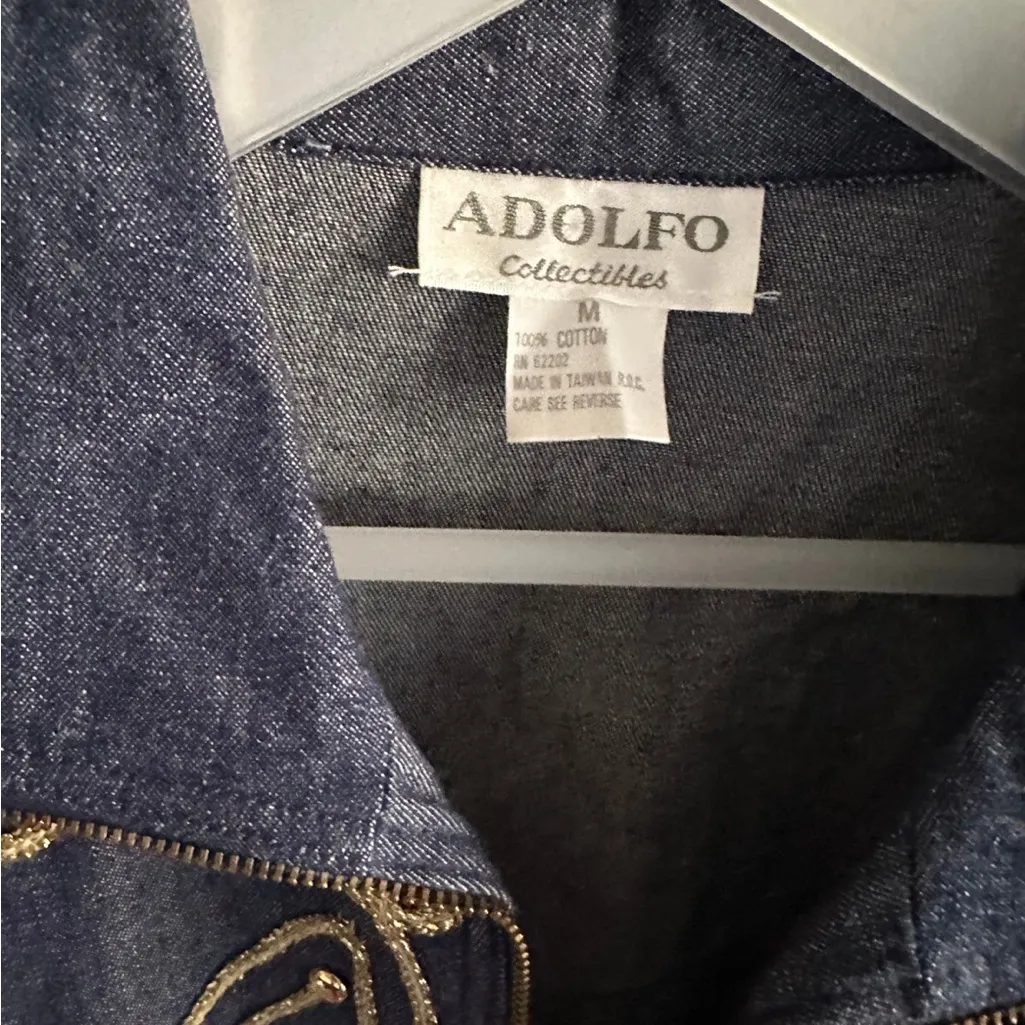 ADOLFO
Collectibles
M
100% COTTON
RN 62202
MADE IN TAIWAN R.O.C.
CARE SEE REVERSE